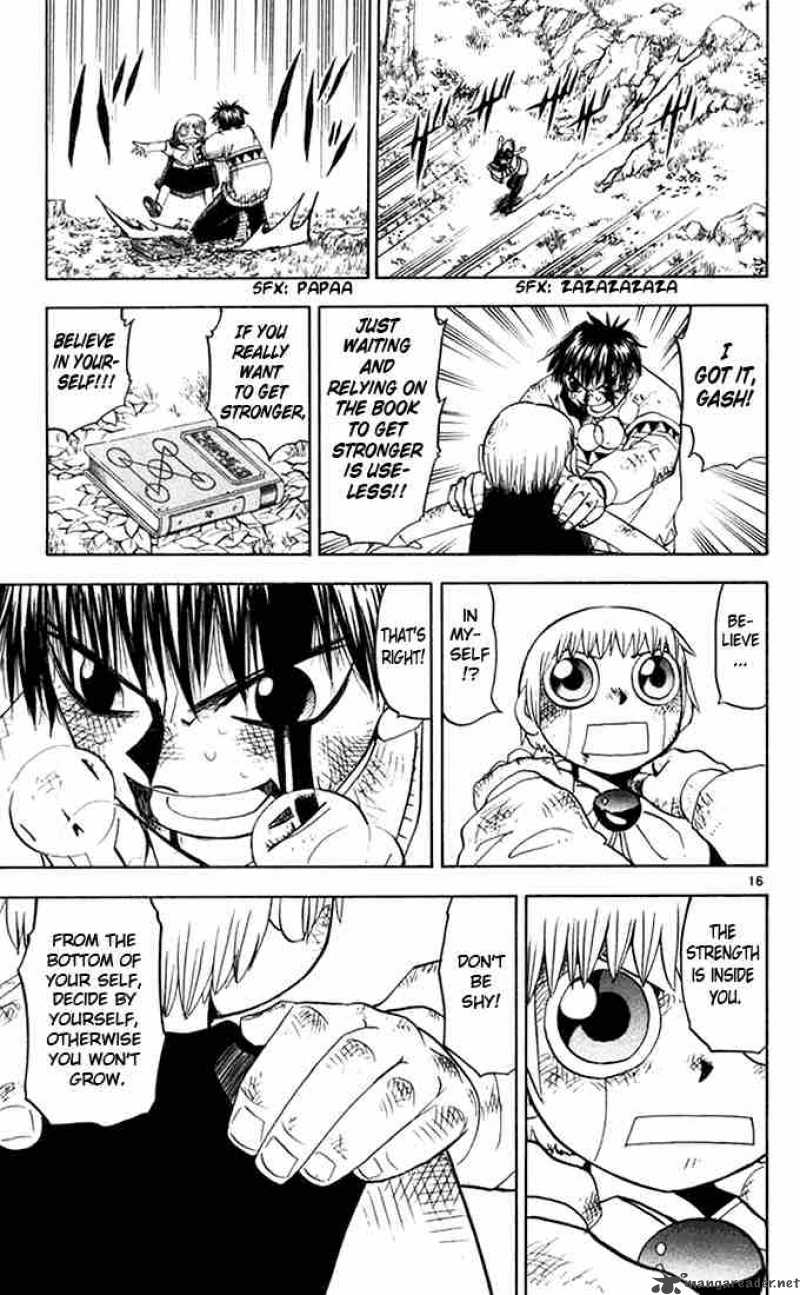 SFX: ZAZAZAZAZA
SFX: PAPAA
I
GOT IT,
GASH!
JUST
WAITING
AND
RELYING ON
THE BOOK
TO GET
STRONGER
IS USE-
LESS!!
IF YOU
REALLY
WANT
TO GET
STRONGER,
BELIEVE
IN YOUR-
SELF!!!
BE-
LIEVE
...
IN
MY-
SELF
!?
THAT'S
RIGHT!
16
THE
STRENGTH
IS INSIDE
YOU.
DON'T
BE
SHY!
FROM THE
BOTTOM OF
YOUR SELF,
DECIDE BY
YOURSELF,
OTHERWISE
YOU WON'T
GROW.
mangareader.net